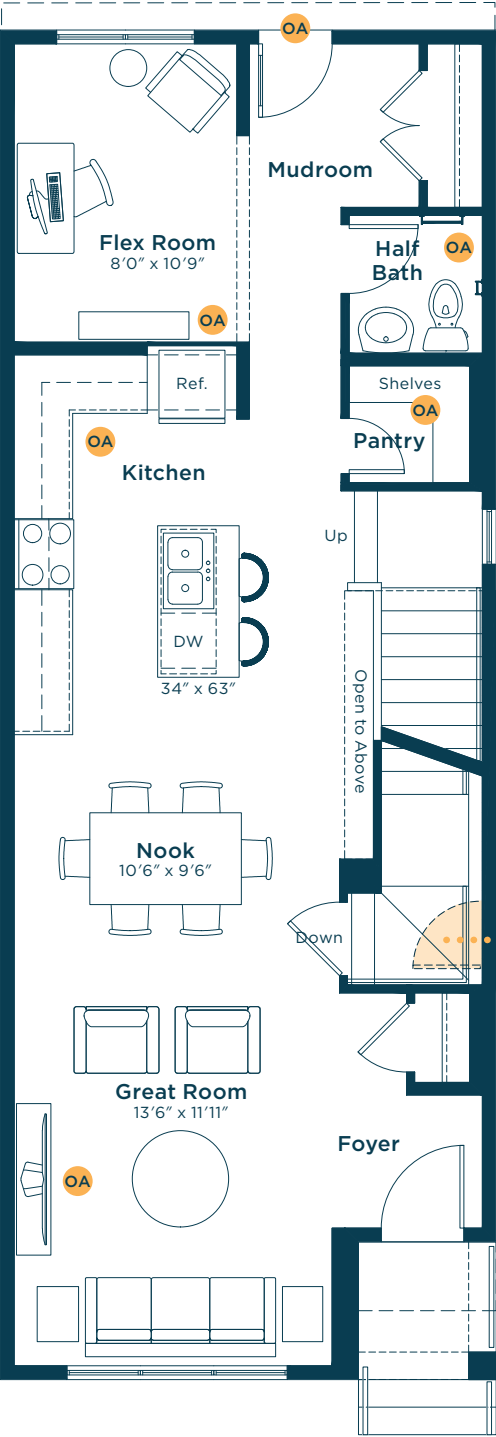 OA
Mudroom
Flex Room
8'0" x 10'9"
OA
Half
Bath
OA
Ref.
Shelves
OA
Pantry
OA
Kitchen
Up
DW
34" x 63"
Open to Above
Nook
10'6" x 9'6"
Down
Great Room
13'6" x 11'11"
Foyer
OA